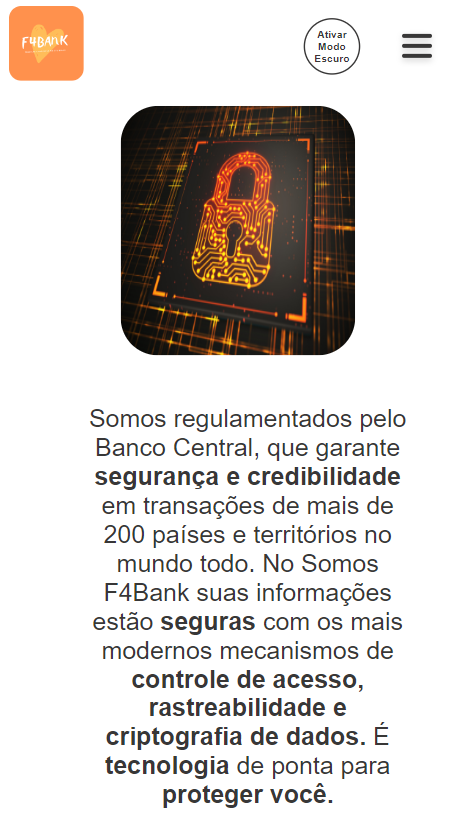 F4BANK
Ativar
Modo
Escuro
Somos regulamentados pelo
Banco Central, que garante
segurança e credibilidade
em transações de mais de
200 países e territórios no
mundo todo. No Somos
F4Bank suas informações
estão seguras com os mais
modernos mecanismos de
controle de acesso,
rastreabilidade e
criptografia de dados. É
tecnologia de ponta para
proteger você.